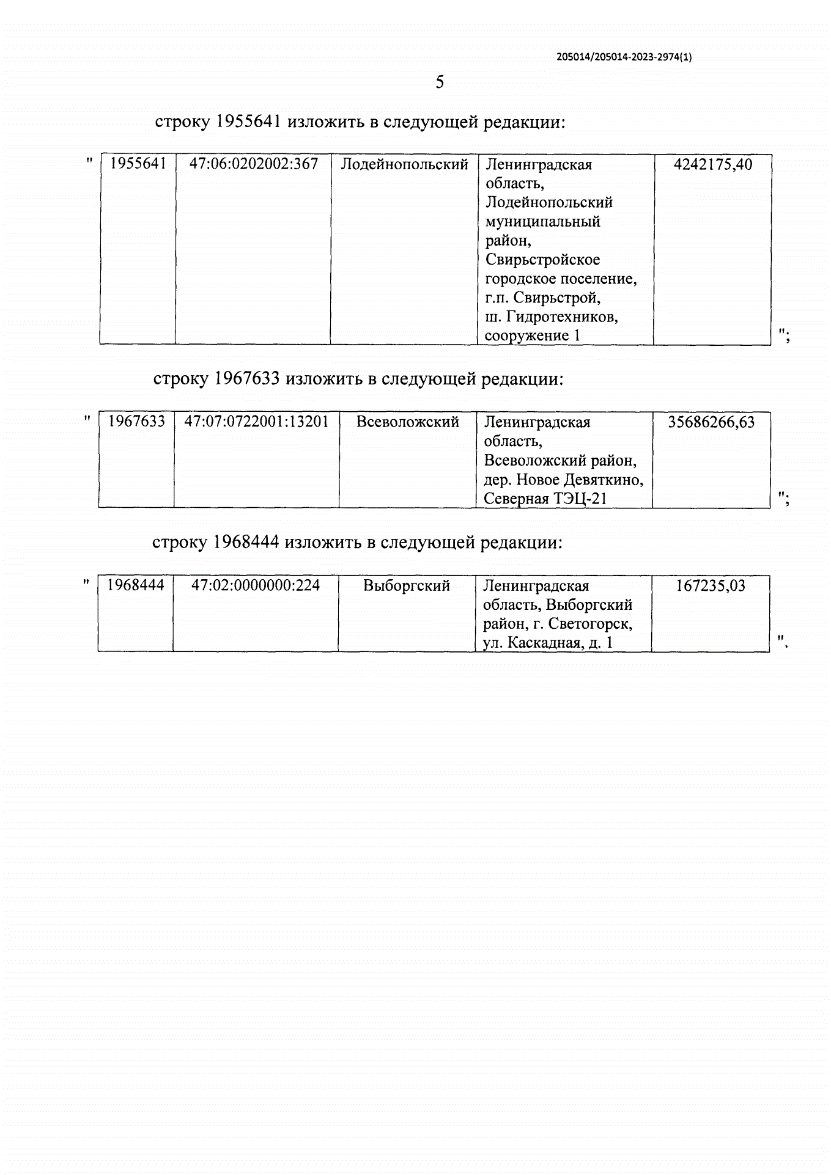 205014/205014-2023-2974(1)
5
строку 1955641 изложить в следующей редакции:
" 1955641 47:06:0202002:367 Лодейнопольский Ленинградская 4242175,40
область,
Лодейнопольский
муниципальный
район,
Свирьстройское
городское поселение,
г.п. Свирьстрой,
ш. Гидротехников,
сооружение 1 ";
строку 1967633 изложить в следующей редакции:
" 1967633 47:07:0722001:13201 Всеволожский Ленинградская 35686266,63
область,
Всеволожский район,
дер. Новое Девяткино,
Северная ТЭЦ-21 ";
строку 1968444 изложить в следующей редакции:
" 1968444 47:02:0000000:224 Выборгский Ленинградская 167235,03
область, Выборгский
район, г. Светогорск,
ул. Каскадная, д. 1 ".